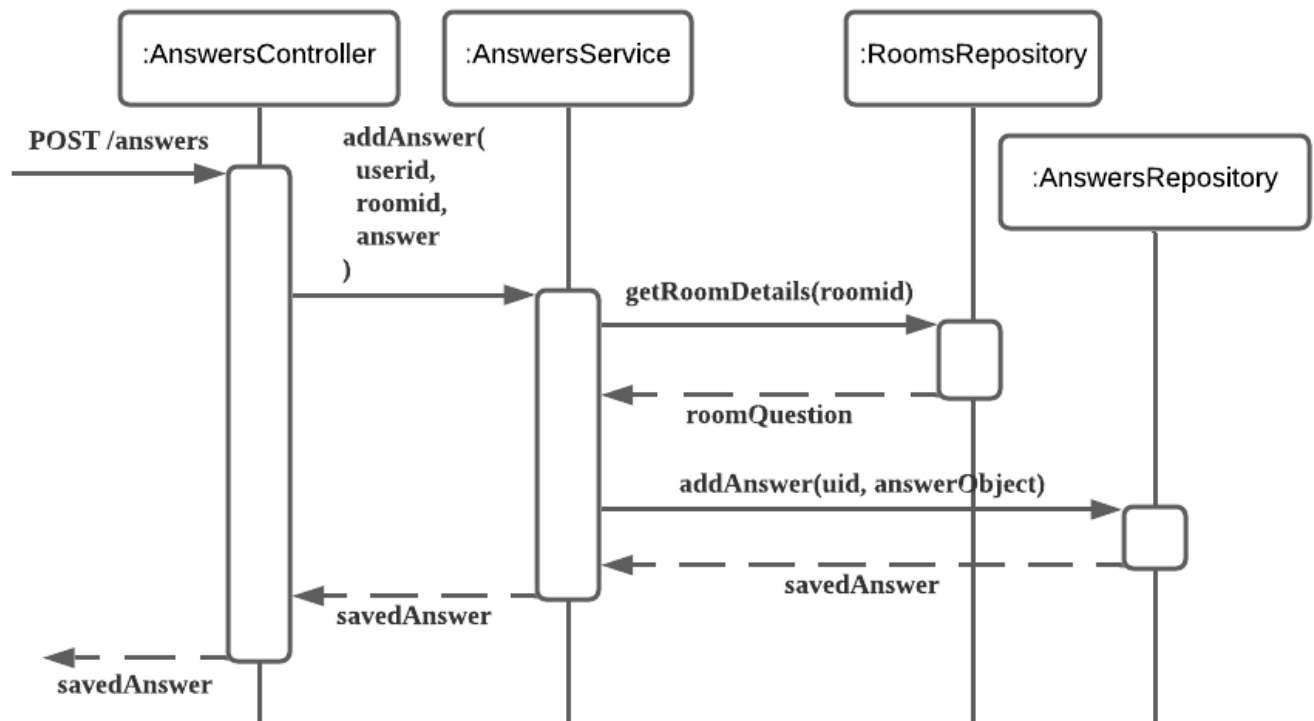 :AnswersController
:AnswersService
:RoomsRepository
:AnswersRepository
POST /answers
addAnswer(
userid,
roomid,
answer
)
getRoomDetails(roomid)
roomQuestion
addAnswer(uid, answerObject)
savedAnswer
savedAnswer
savedAnswer